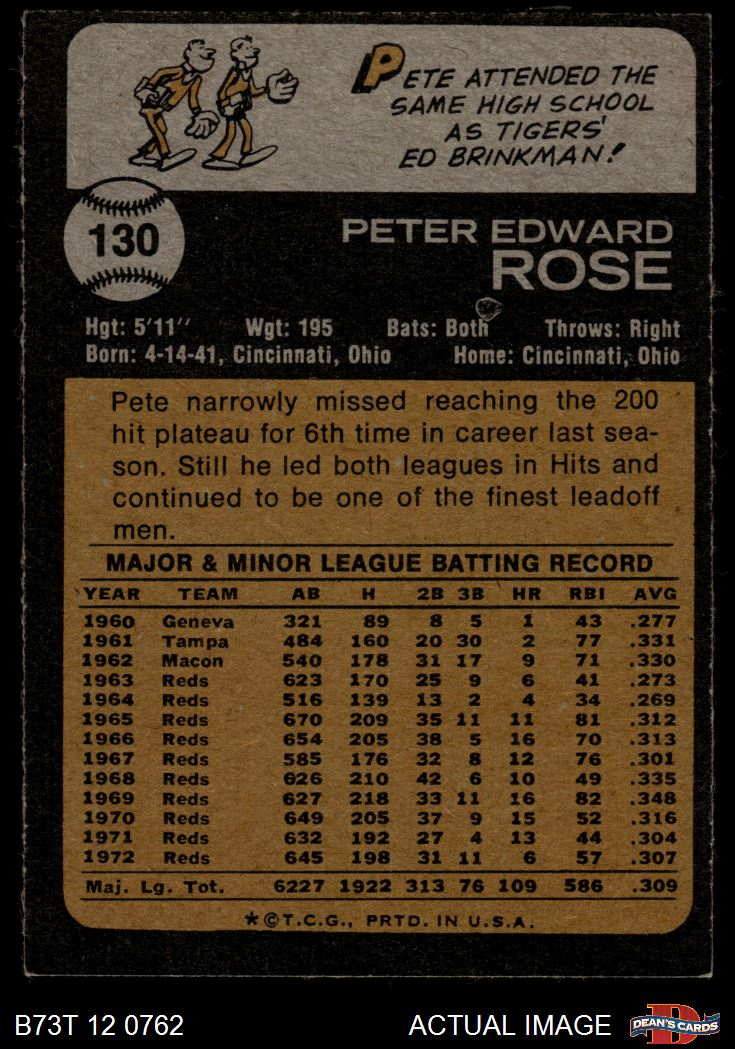 PETE ATTENDED THE
SAME HIGH SCHOOL
AS TIGERS'
ED BRINKMAN!
130
PETER EDWARD
ROSE
Hgt: 5'11" Wgt: 195 Bats: Both Throws: Right
Born: 4-14-41, Cincinnati, Ohio Home: Cincinnati, Ohio
Pete narrowly missed reaching the 200
hit plateau for 6th time in career last sea-
son. Still he led both leagues in Hits and
continued to be one of the finest leadoff
men.
MAJOR & MINOR LEAGUE BATTING RECORD
YEAR TEAM AB H 2B 3B HR RBI AVG
1960 Geneva 321 89 8 5 1 43 .277
1961 Tampa 484 160 20 30 2 77 .331
1962 Macon 540 178 31 17 9 71 .330
1963 Reds 623 170 25 9 6 41 .273
1964 Reds 516 139 13 2 4 34 .269
1965 Reds 670 209 35 11 11 81 .312
1966 Reds 654 205 38 5 16 70 .313
1967 Reds 585 176 32 8 12 76 .301
1968 Reds 626 210 42 6 10 49 .335
1969 Reds 627 218 33 11 16 82 .348
1970 Reds 649 205 37 9 15 52 .316
1971 Reds 632 192 27 4 13 44 .304
1972 Reds 645 198 31 11 6 57 .307
Maj. Lg. Tot. 6227 1922 313 76 109 586 .309
*©T.C.G., PRTD. IN U.S.A.
B73T 12 0762 ACTUAL IMAGE
D
DEAN'S CARDS